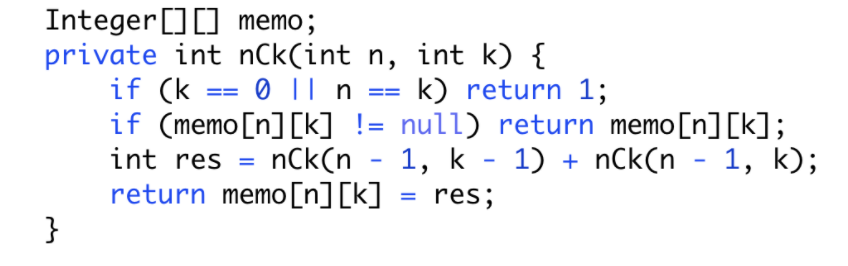 Integer[][] memo;
private int nCk(int n, int k) {
    if (k == 0 || n == k) return 1;
    if (memo[n][k] != null) return memo[n][k];
    int res = nCk(n - 1, k - 1) + nCk(n - 1, k);
    return memo[n][k] = res;
}